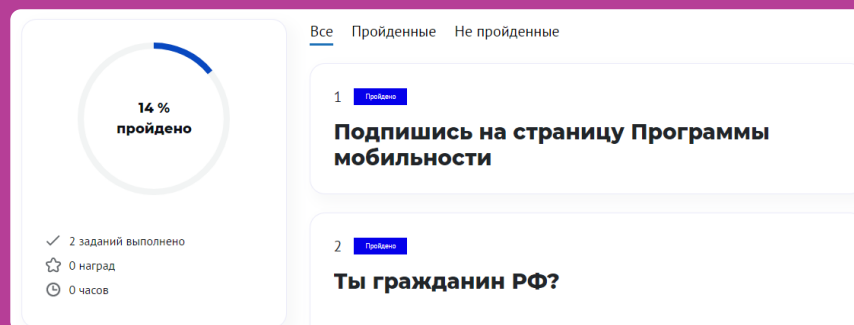 14 %
пройдено
2 заданий выполнено
0 наград
0 часов
Все Пройденные Не пройденные
1 Пройдено
Подпишись на страницу Программы
мобильности
2 Пройдено
Ты гражданин РФ?